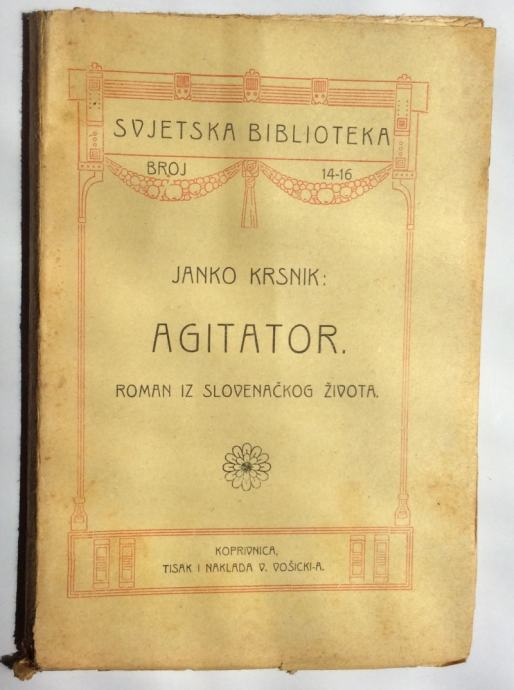 SVJETSKA BIBLIOTEKA
BROJ 14-16
JANKO KRSNIK:
AGITATOR.
ROMAN IZ SLOVENAČKOG ŽIVOTA.
KOPRIVNICA,
TISAK I NAKLADA V. VOŠICKI-A.